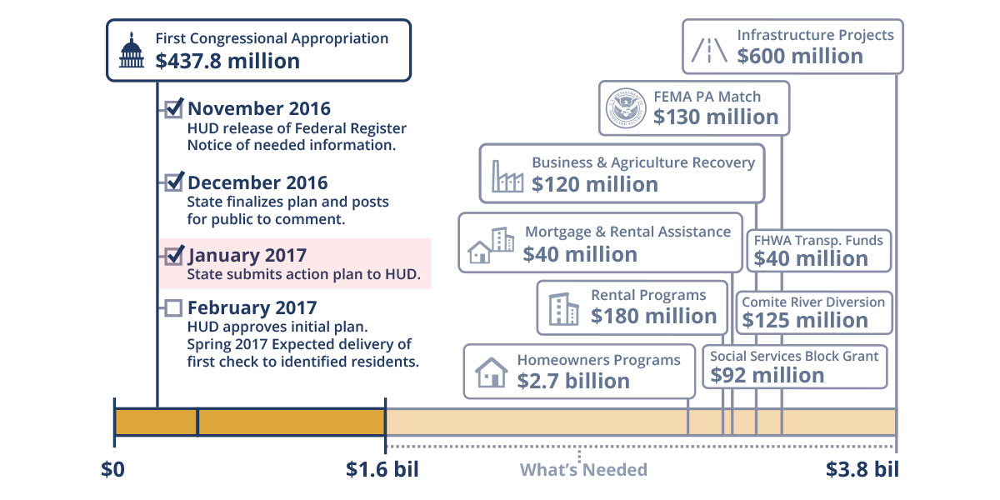 First Congressional Appropriation
$437.8 million
November 2016
HUD release of Federal Register
Notice of needed information.
December 2016
State finalizes plan and posts
for public to comment.
January 2017
State submits action plan to HUD.
February 2017
HUD approves initial plan.
Spring 2017 Expected delivery of
first check to identified residents.
Infrastructure Projects
$600 million
FEMA PA Match
$130 million
Business & Agriculture Recovery
$120 million
Mortgage & Rental Assistance
$40 million
FHWA Transp. Funds
$40 million
Rental Programs
$180 million
Comite River Diversion
$125 million
Homeowners Programs
$2.7 billion
Social Services Block Grant
$92 million
$0
$1.6 bil
What's Needed
$3.8 bil